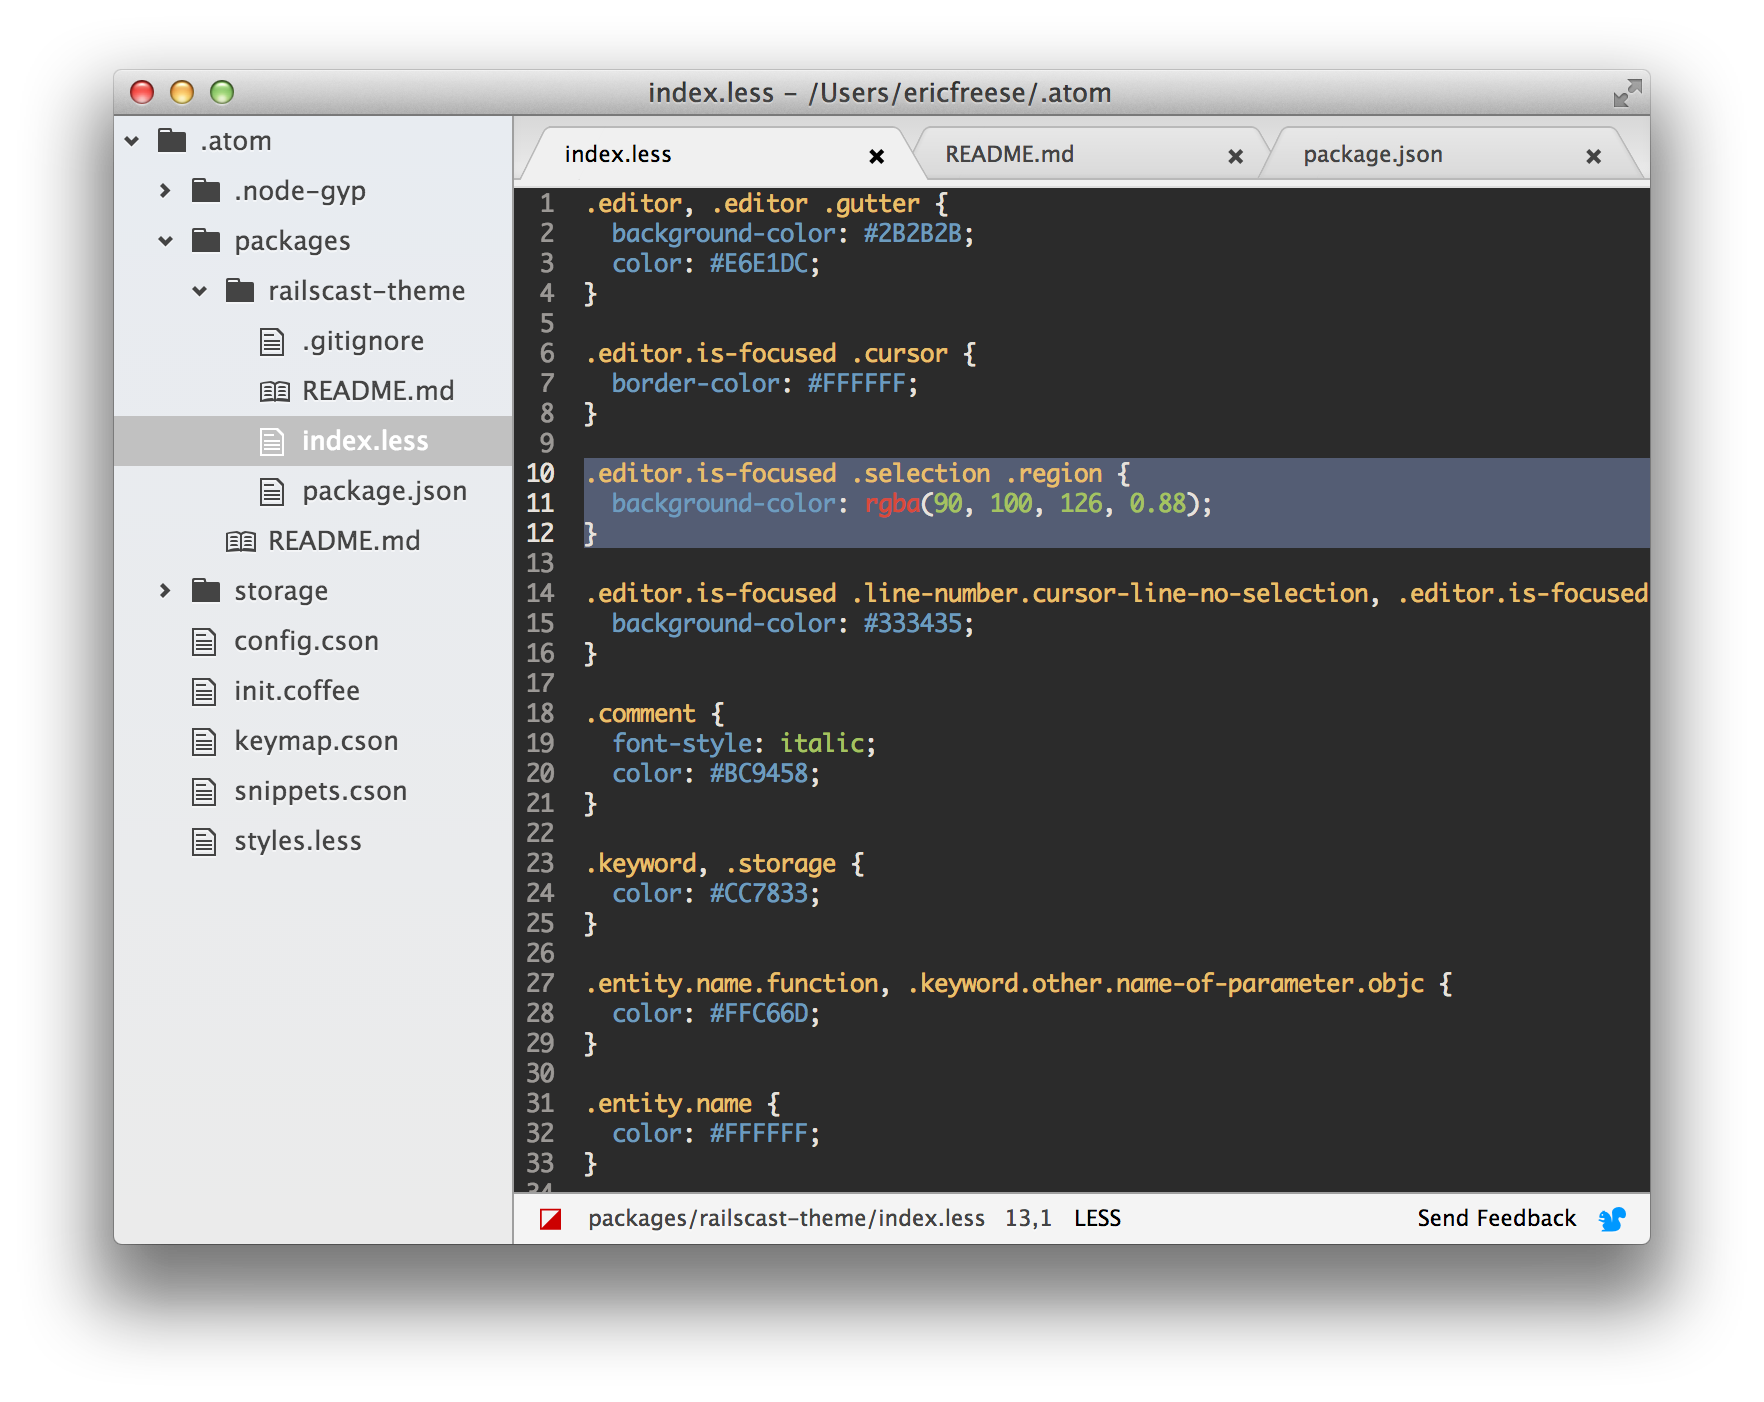 index.less – /Users/ericfreese/.atom
.atom
.node-gyp
packages
railscast-theme
.gitignore
README.md
index.less
package.json
README.md
storage
config.cson
init.coffee
keymap.cson
snippets.cson
styles.less
index.less README.md package.json
1 .editor, .editor .gutter {
2 background-color: #2B2B2B;
3 color: #E6E1DC;
4 }
5
6 .editor.is-focused .cursor {
7 border-color: #FFFFFF;
8 }
9
10 .editor.is-focused .selection .region {
11 background-color: rgba(90, 100, 126, 0.88);
12 }
13
14 .editor.is-focused .line-number.cursor-line-no-selection, .editor.is-focused
15 background-color: #333435;
16 }
17
18 .comment {
19 font-style: italic;
20 color: #BC9458;
21 }
22
23 .keyword, .storage {
24 color: #CC7833;
25 }
26
27 .entity.name.function, .keyword.other.name-of-parameter.objc {
28 color: #FFC66D;
29 }
30
31 .entity.name {
32 color: #FFFFFF;
33 }
34
packages/railscast-theme/index.less 13,1 LESS Send Feedback